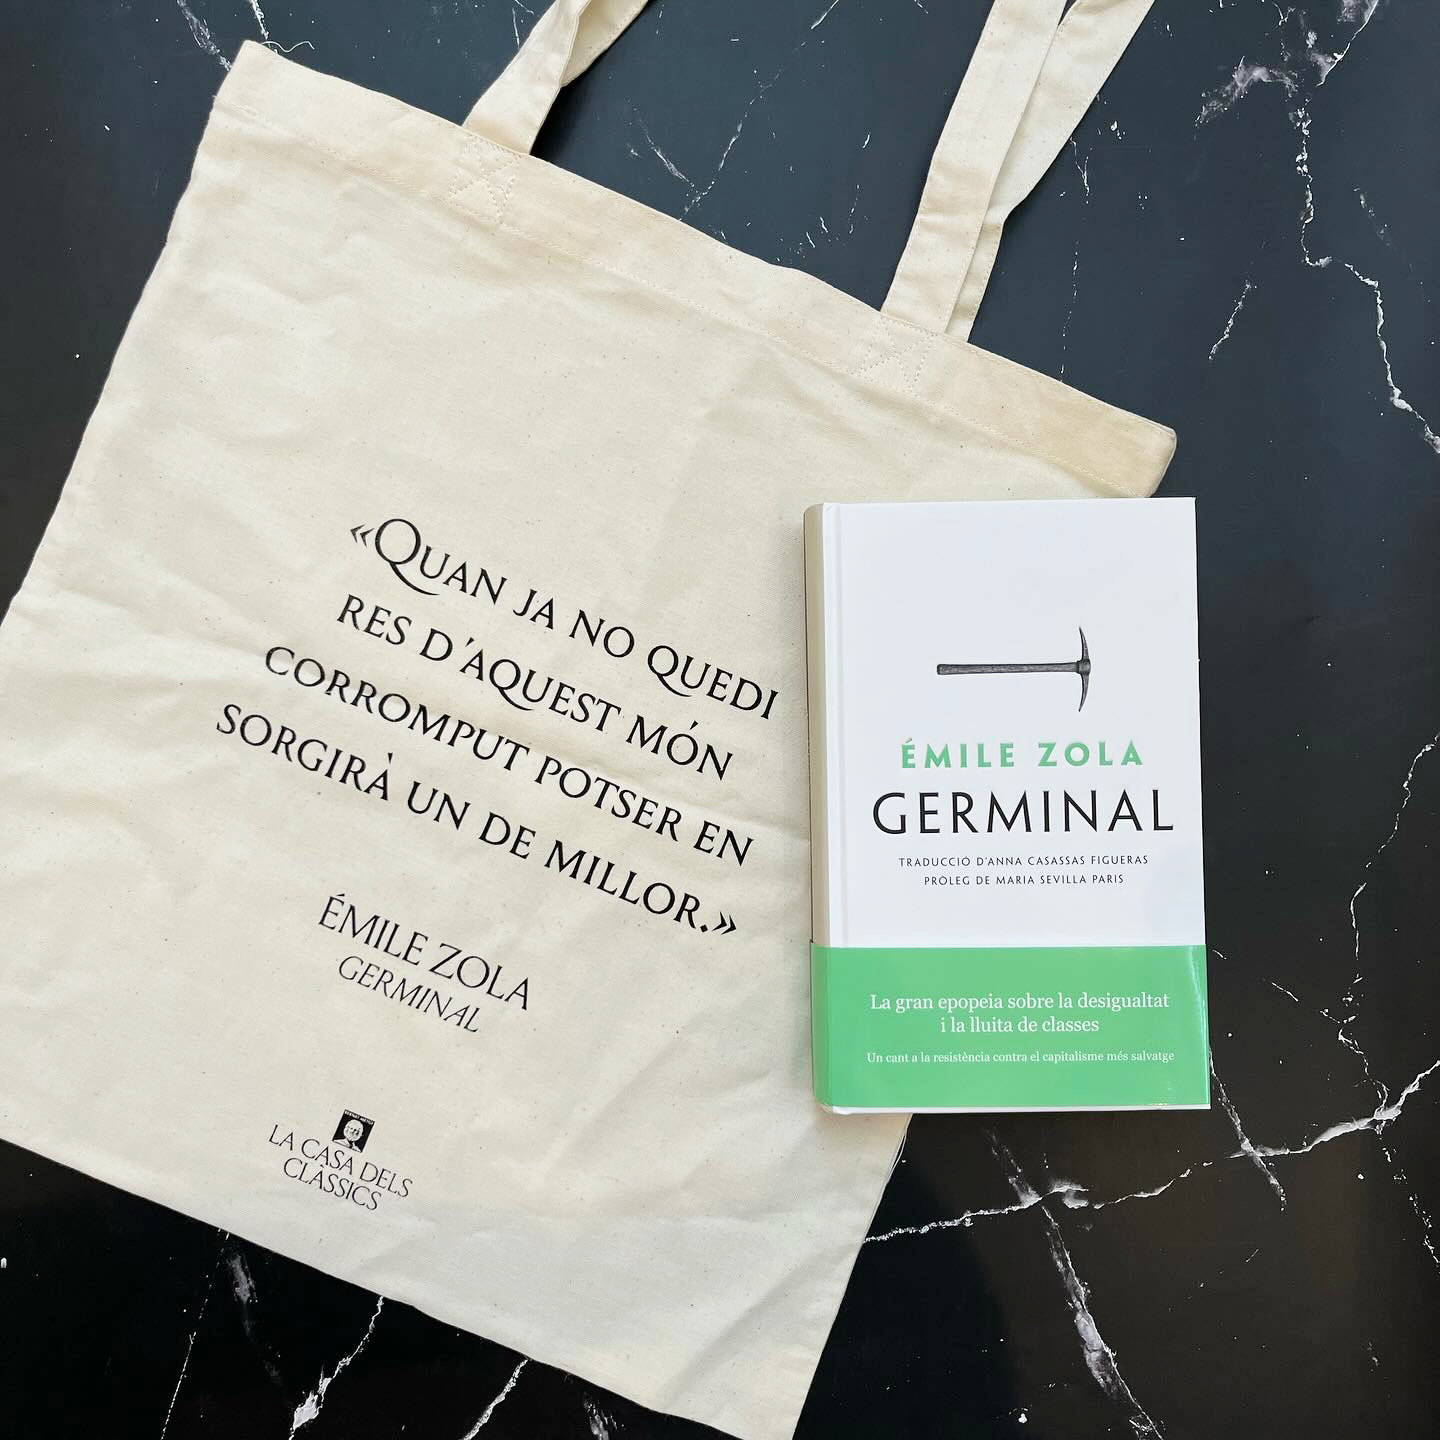 «QUAN JA NO QUEDI
RES D'AQUEST MÓN
CORROMPUT POTSER EN
SORGIRÀ UN DE MILLOR.»
ÉMILE ZOLA
GERMINAL
LA CASA DELS
CLÀSSICS
ÉMILE ZOLA
GERMINAL
TRADUCCIÓ D'ANNA CASASSAS FIGUERAS
PRÒLEG DE MARIA SEVILLA PARIS
La gran epopeia sobre la desigualtat
i la lluita de classes
Un cant a la resistència contra el capitalisme més salvatge